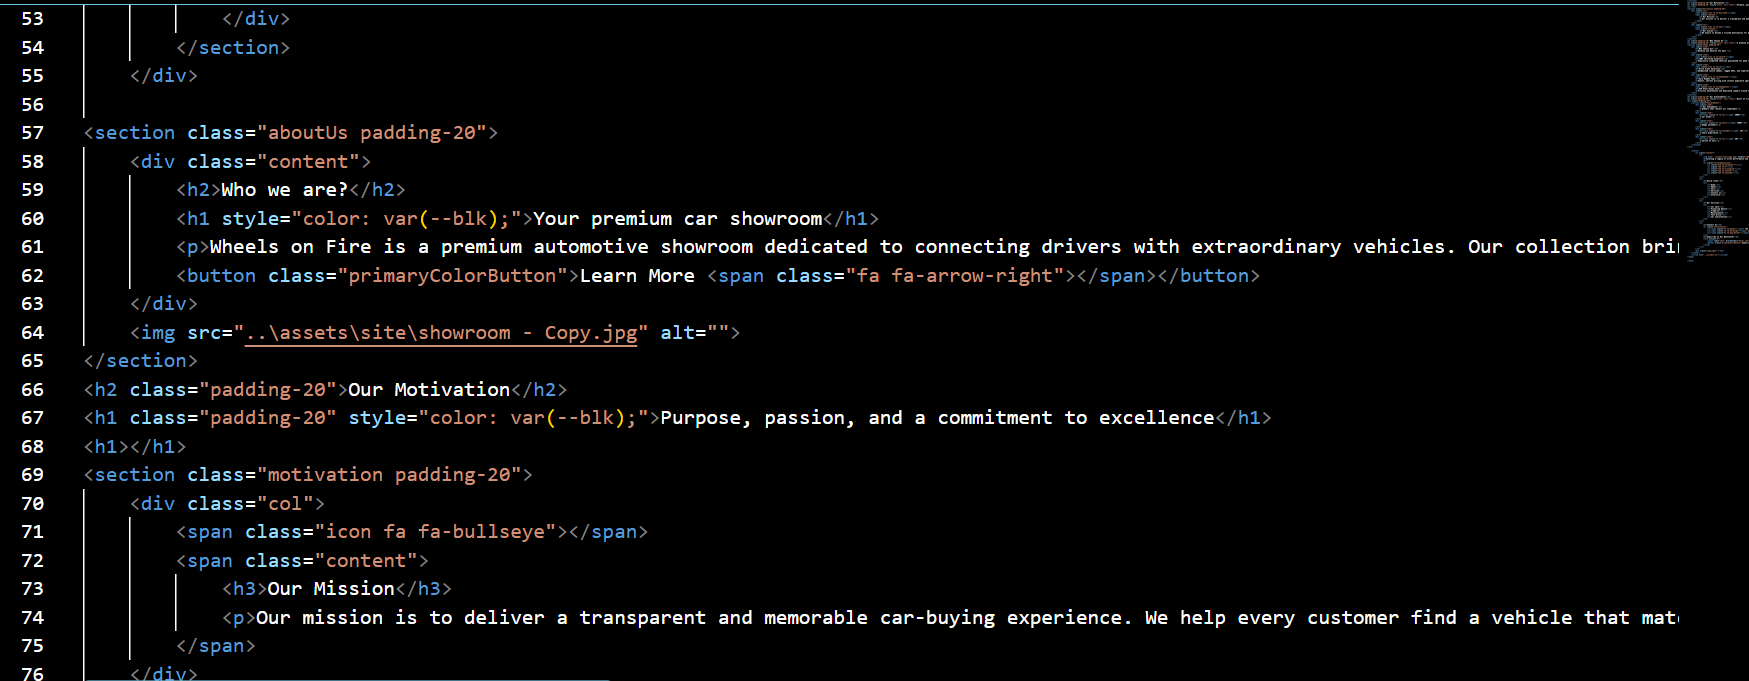 53 </div>
54 </section>
55 </div>
56
57 <section class="aboutUs padding-20">
58 <div class="content">
59 <h2>Who we are?</h2>
60 <h1 style="color: var(--blk);">Your premium car showroom</h1>
61 <p>Wheels on Fire is a premium automotive showroom dedicated to connecting drivers with extraordinary vehicles. Our collection brin
62 <button class="primaryColorButton">Learn More <span class="fa fa-arrow-right"></span></button>
63 </div>
64 <img src="..\assets\site\showroom - Copy.jpg" alt="">
65 </section>
66 <h2 class="padding-20">Our Motivation</h2>
67 <h1 class="padding-20" style="color: var(--blk);">Purpose, passion, and a commitment to excellence</h1>
68 <h1></h1>
69 <section class="motivation padding-20">
70 <div class="col">
71 <span class="icon fa fa-bullseye"></span>
72 <span class="content">
73 <h3>Our Mission</h3>
74 <p>Our mission is to deliver a transparent and memorable car-buying experience. We help every customer find a vehicle that mat
75 </span>
76 </div>